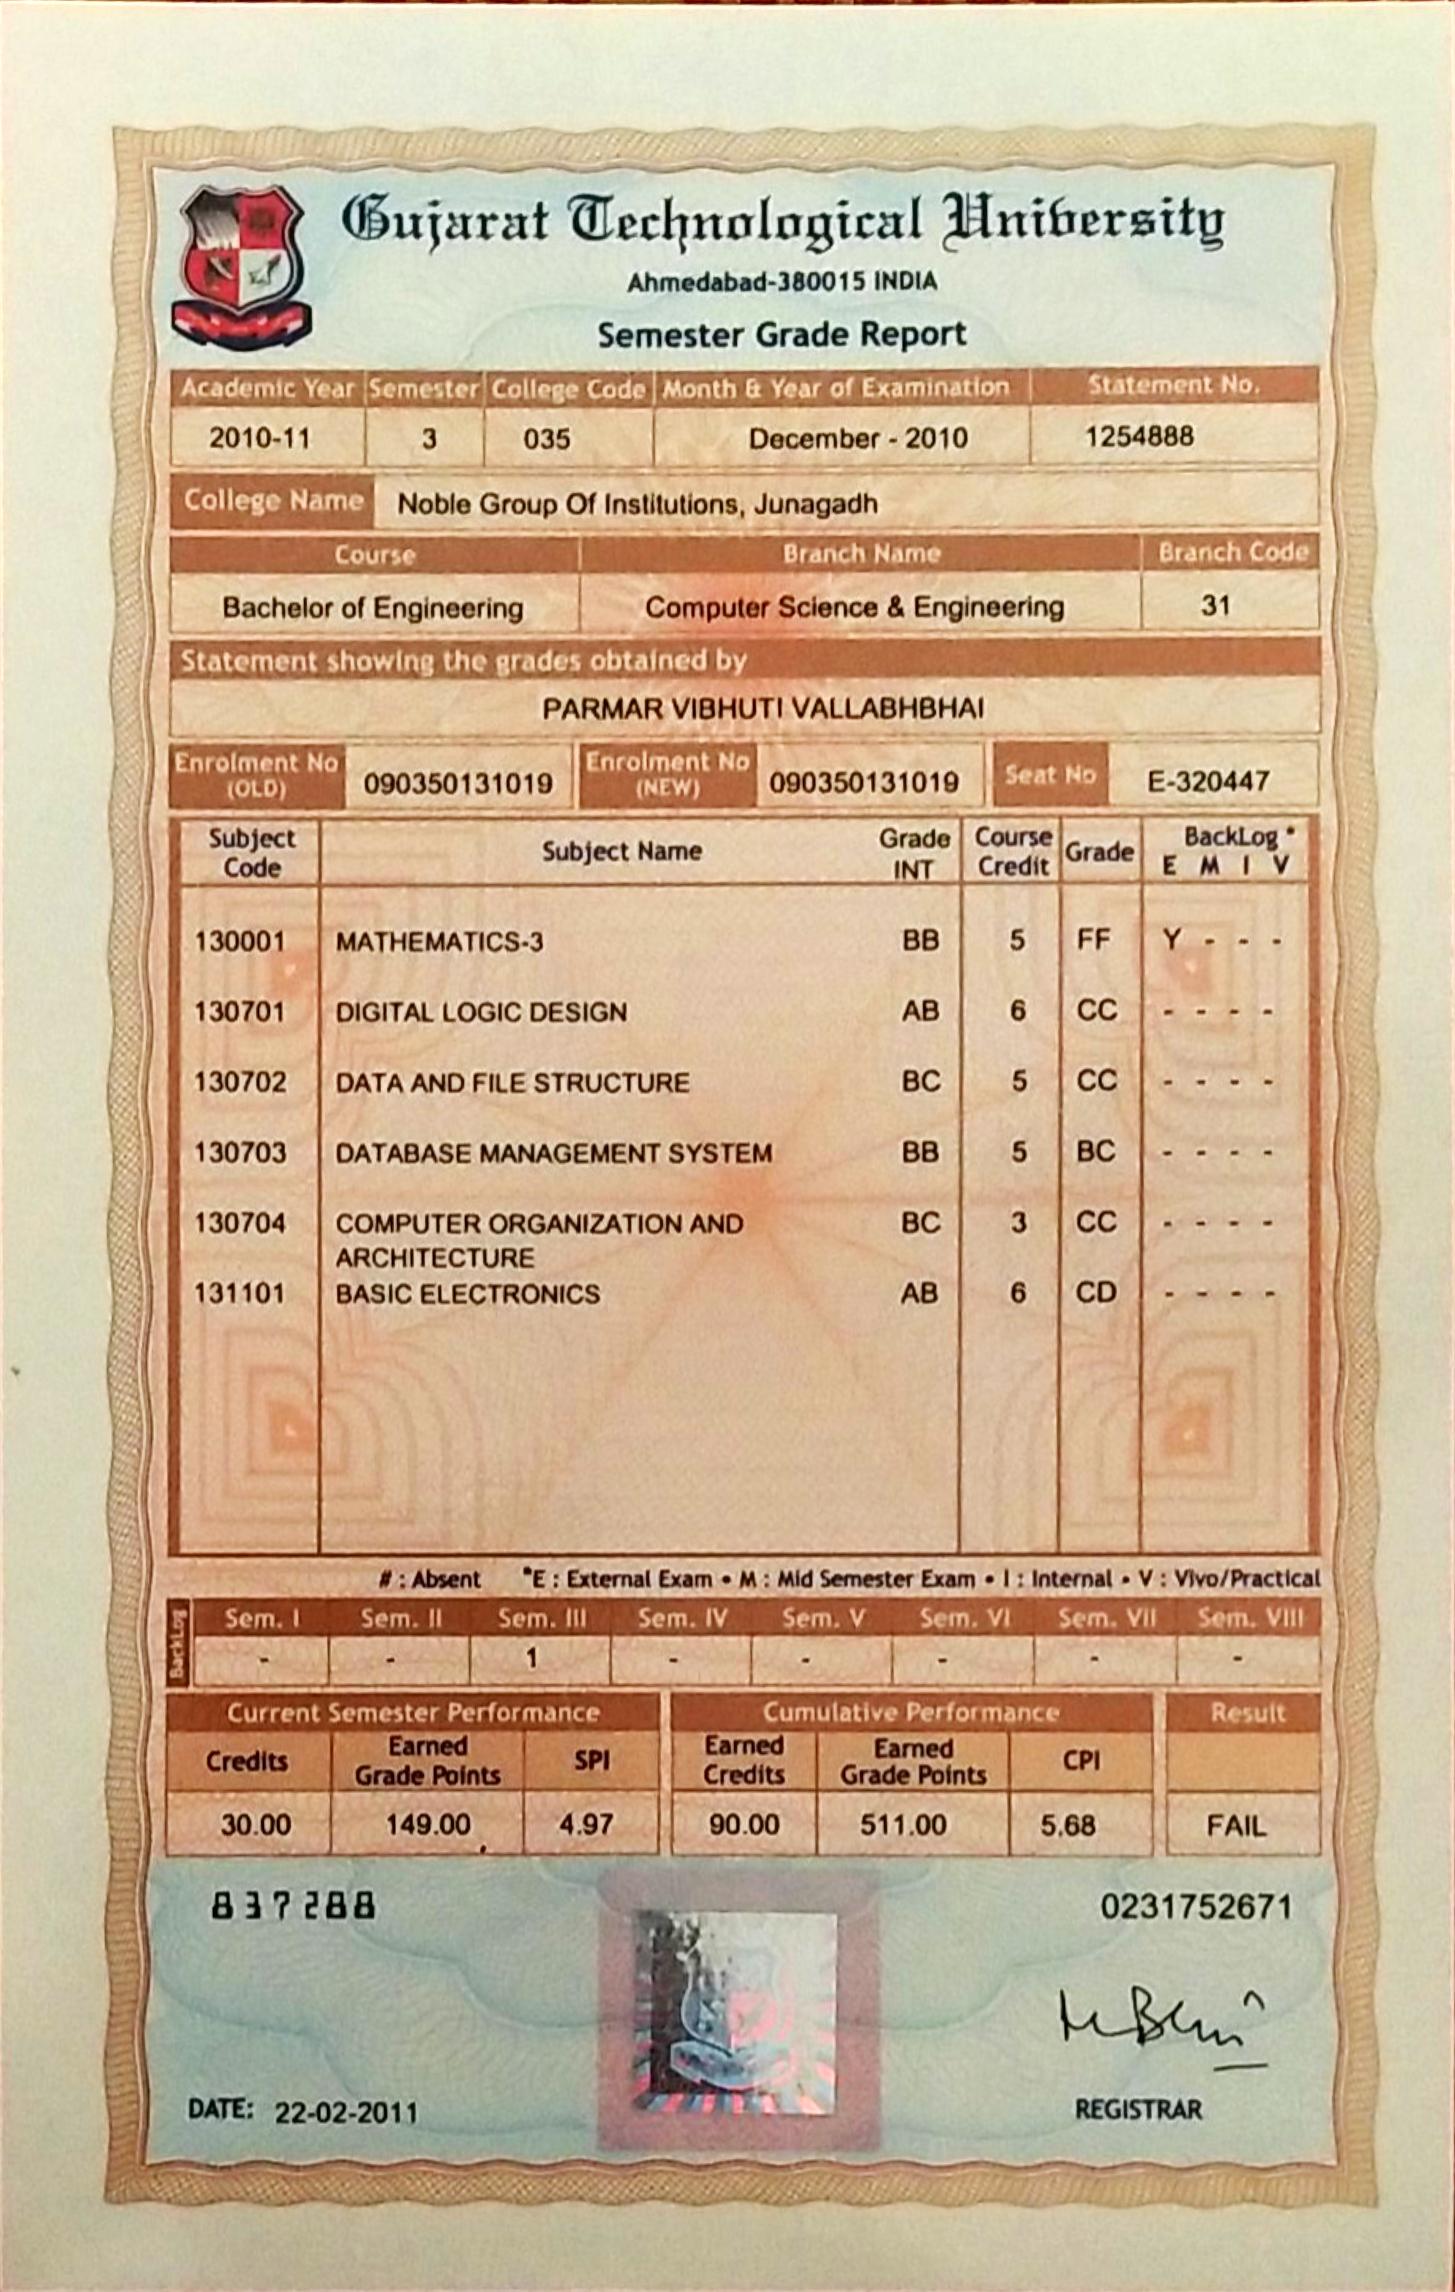 Gujarat Technological University
Ahmedabad-380015 INDIA
Semester Grade Report
Academic Year Semester College Code Month & Year of Examination Statement No.
2010-11 3 035 December - 2010 1254888
College Name Noble Group Of Institutions, Junagadh
Course Branch Name Branch Code
Bachelor of Engineering Computer Science & Engineering 31
Statement showing the grades obtained by
PARMAR VIBHUTI VALLABHBHAI
Enrolment No (OLD) 090350131019 Enrolment No (NEW) 090350131019 Seat No E-320447
Subject Code Subject Name Grade INT Course Credit Grade BackLog * E M I V
130001 MATHEMATICS-3 BB 5 FF Y - - -
130701 DIGITAL LOGIC DESIGN AB 6 CC - - - -
130702 DATA AND FILE STRUCTURE BC 5 CC - - - -
130703 DATABASE MANAGEMENT SYSTEM BB 5 BC - - - -
130704 COMPUTER ORGANIZATION AND BC 3 CC - - - -
ARCHITECTURE
131101 BASIC ELECTRONICS AB 6 CD - - - -
# : Absent *E : External Exam • M : Mid Semester Exam • I : Internal • V : Vivo/Practical
BackLog Sem. I Sem. II Sem. III Sem. IV Sem. V Sem. VI Sem. VII Sem. VIII
- - 1 - - - - -
Current Semester Performance Cumulative Performance Result
Credits Earned Grade Points SPI Earned Credits Earned Grade Points CPI
30.00 149.00 4.97 90.00 511.00 5.68 FAIL
837288 0231752671
DATE: 22-02-2011 REGISTRAR